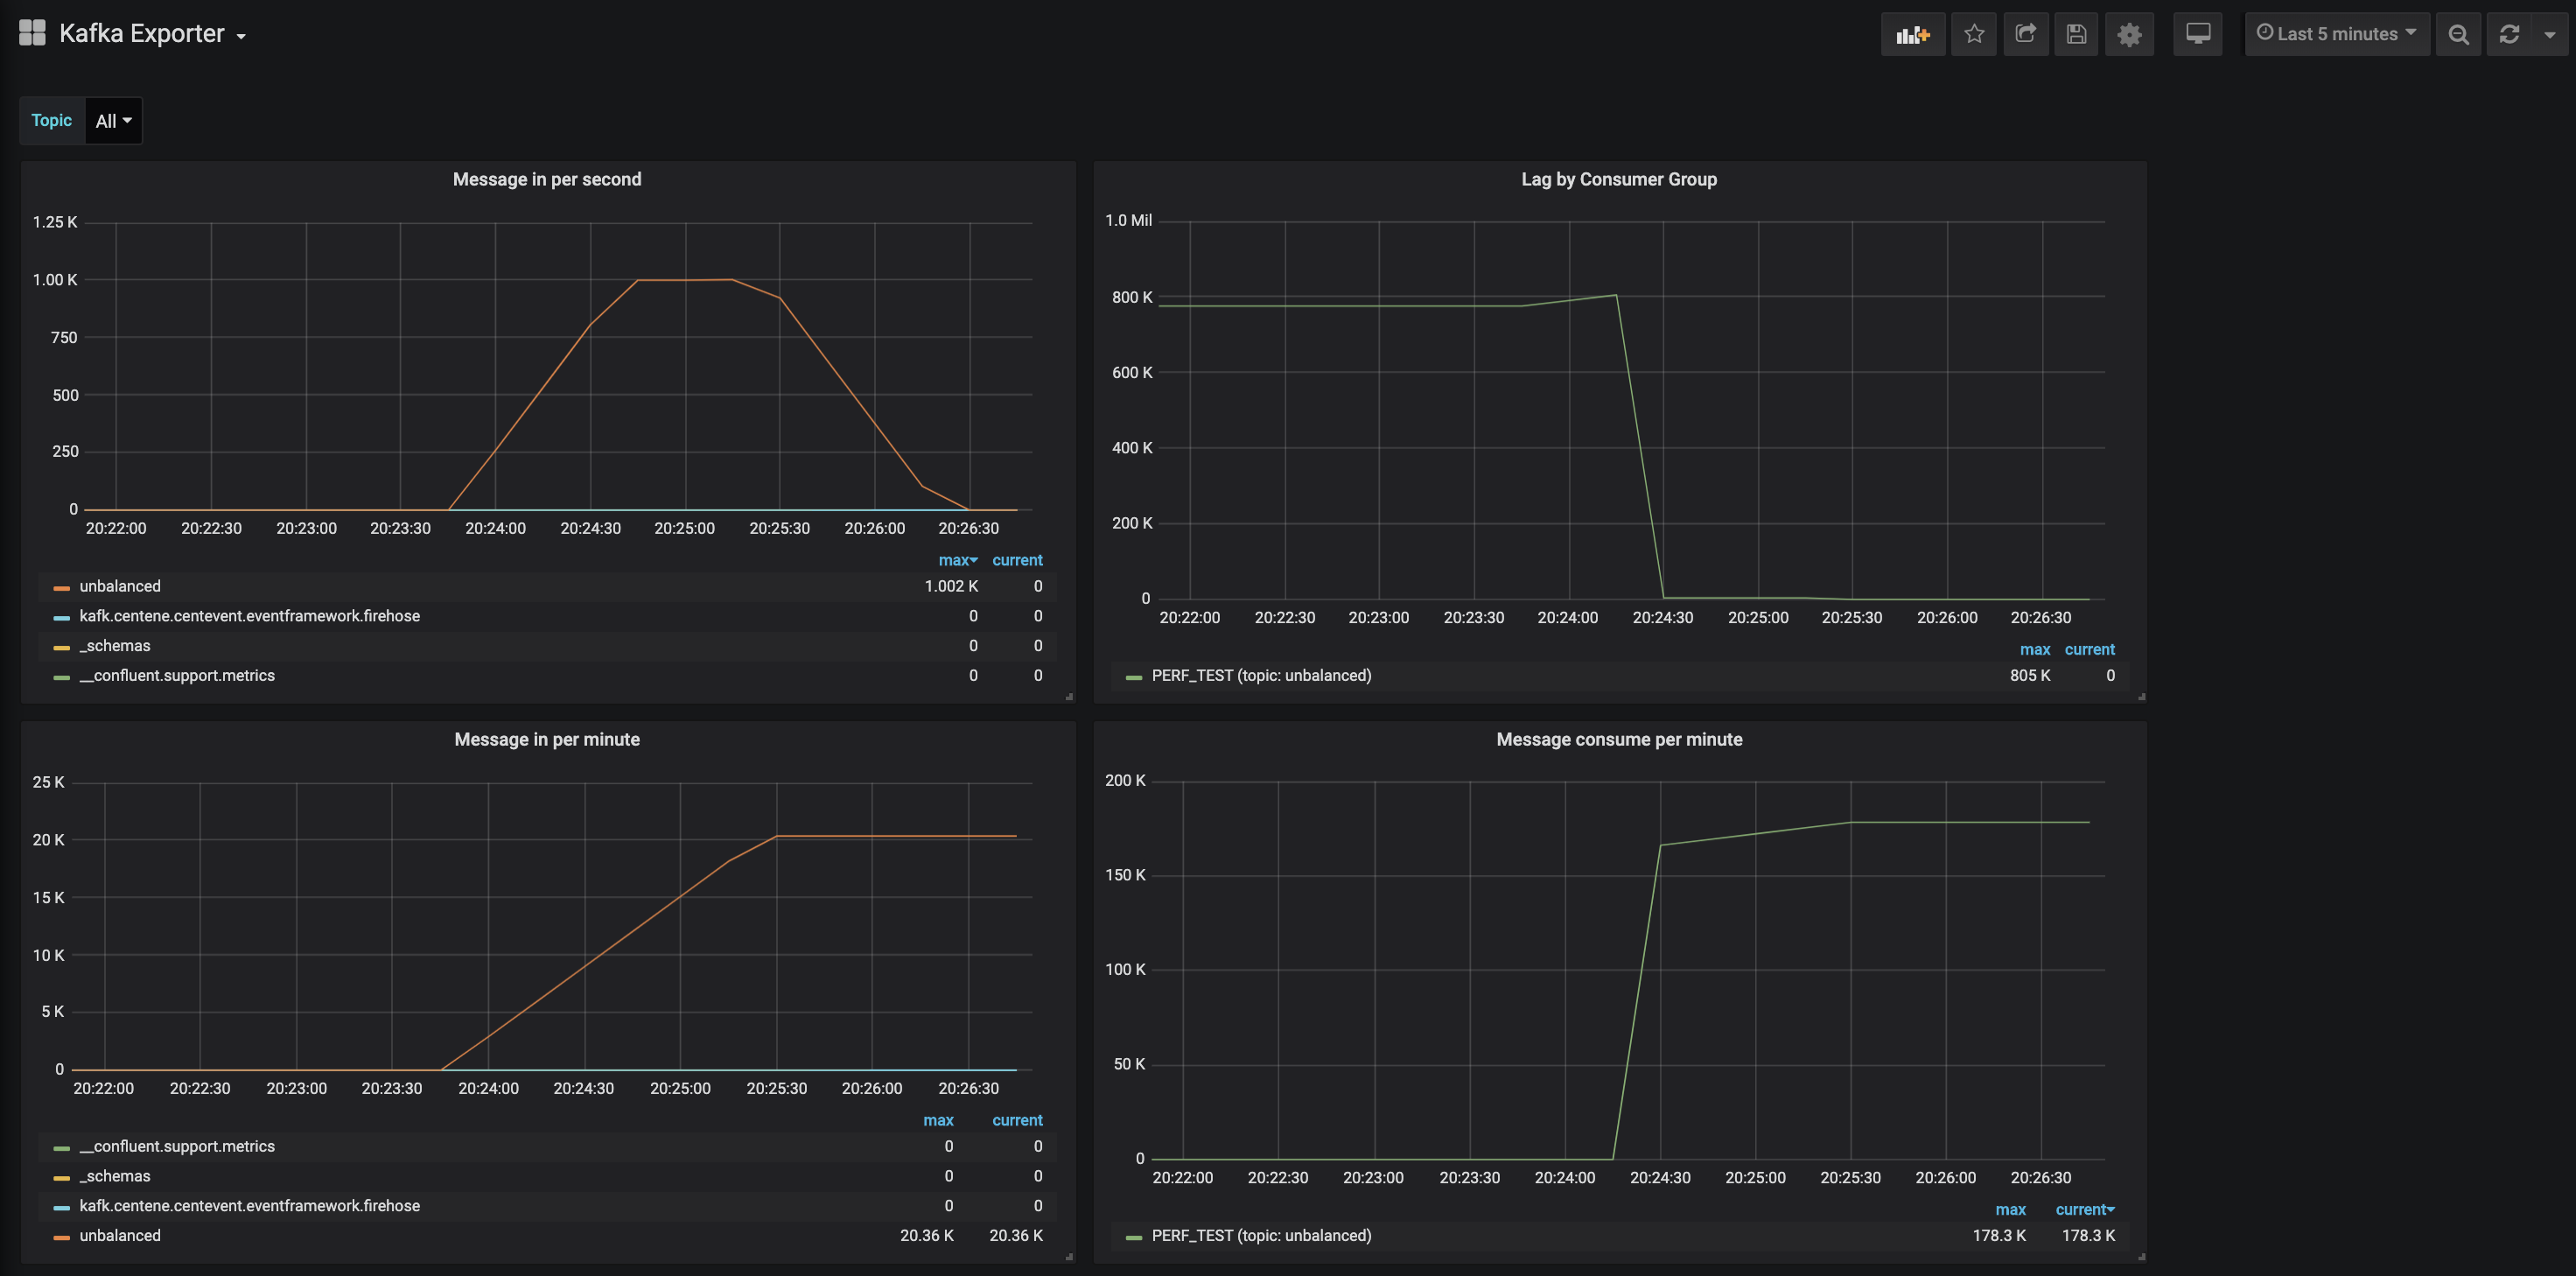 Kafka Exporter
Last 5 minutes
Topic All
Message in per second
1.25 K
1.00 K
750
500
250
0
20:22:00 20:22:30 20:23:00 20:23:30 20:24:00 20:24:30 20:25:00 20:25:30 20:26:00 20:26:30
max current
unbalanced 1.002 K 0
kafk.centene.centevent.eventframework.firehose 0 0
_schemas 0 0
__confluent.support.metrics 0 0
Lag by Consumer Group
1.0 Mil
800 K
600 K
400 K
200 K
0
20:22:00 20:22:30 20:23:00 20:23:30 20:24:00 20:24:30 20:25:00 20:25:30 20:26:00 20:26:30
max current
PERF_TEST (topic: unbalanced) 805 K 0
Message in per minute
25 K
20 K
15 K
10 K
5 K
0
20:22:00 20:22:30 20:23:00 20:23:30 20:24:00 20:24:30 20:25:00 20:25:30 20:26:00 20:26:30
max current
__confluent.support.metrics 0 0
_schemas 0 0
kafk.centene.centevent.eventframework.firehose 0 0
unbalanced 20.36 K 20.36 K
Message consume per minute
200 K
150 K
100 K
50 K
0
20:22:00 20:22:30 20:23:00 20:23:30 20:24:00 20:24:30 20:25:00 20:25:30 20:26:00 20:26:30
max current
PERF_TEST (topic: unbalanced) 178.3 K 178.3 K